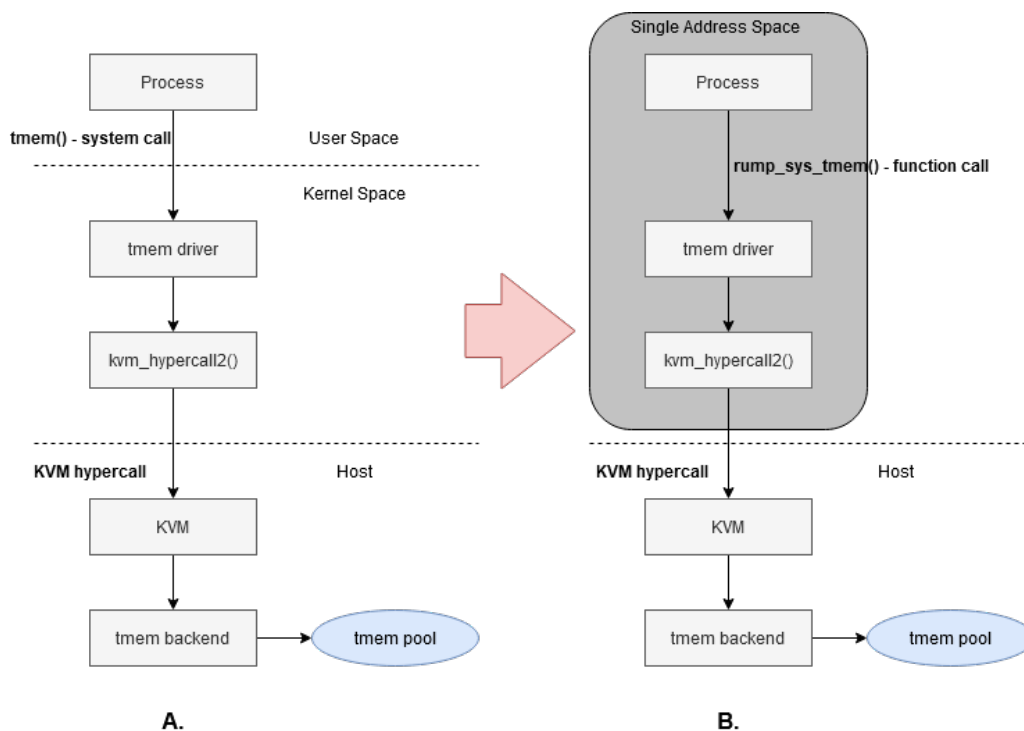 Single Address Space
Process
Process
tmem() - system call
User Space
rump_sys_tmem() - function call
Kernel Space
tmem driver
tmem driver
kvm_hypercall2()
kvm_hypercall2()
KVM hypercall
Host
KVM hypercall
Host
KVM
KVM
tmem backend
tmem pool
tmem backend
tmem pool
A.
B.